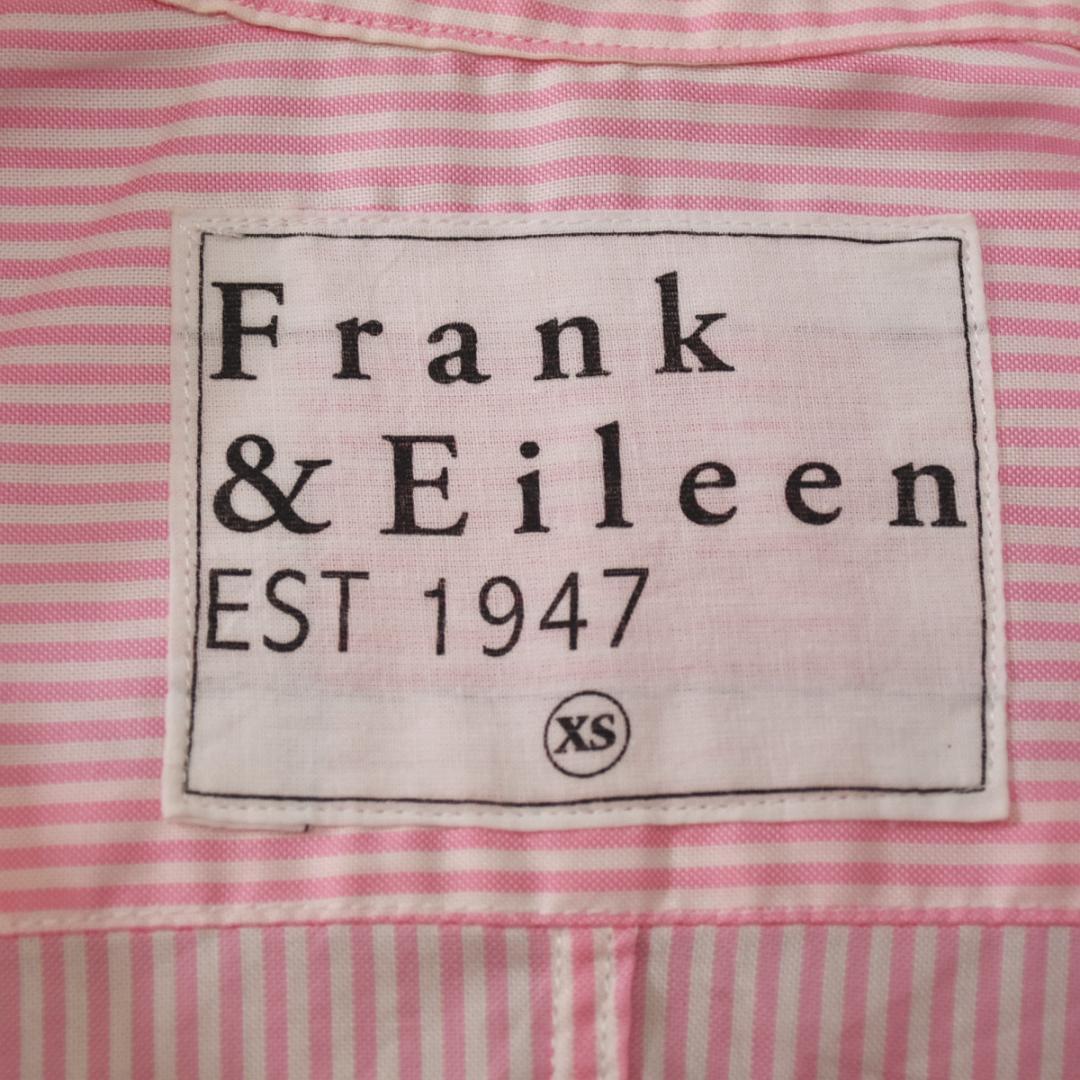 Frank
& Eileen
EST 1947
XS